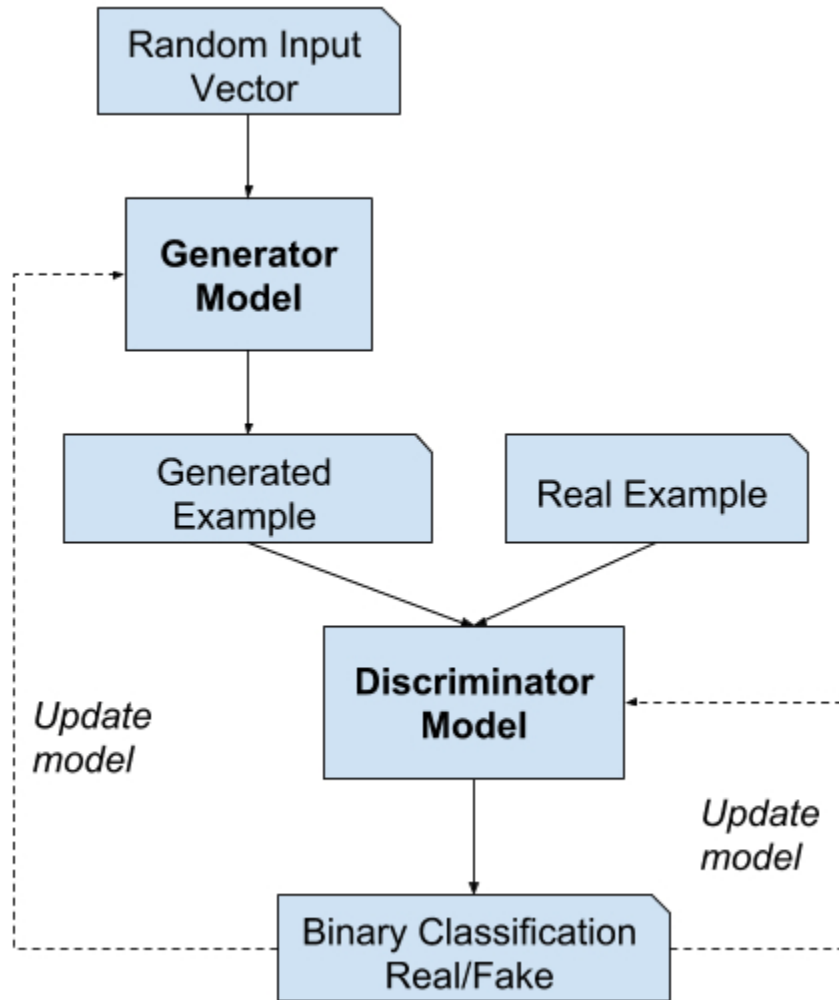 Random Input
Vector
Generator
Model
Generated
Example
Real Example
Discriminator
Model
Update
model
Update
model
Binary Classification
Real/Fake